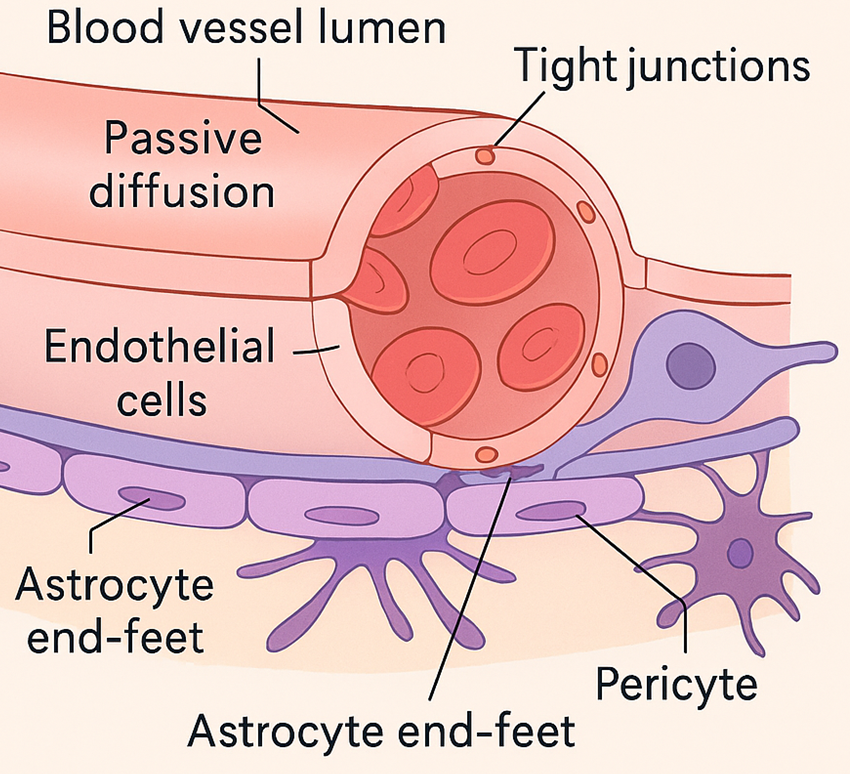 Blood vessel lumen
Tight junctions
Passive
diffusion
Endothelial
cells
Astrocyte
end-feet
Pericyte
Astrocyte end-feet